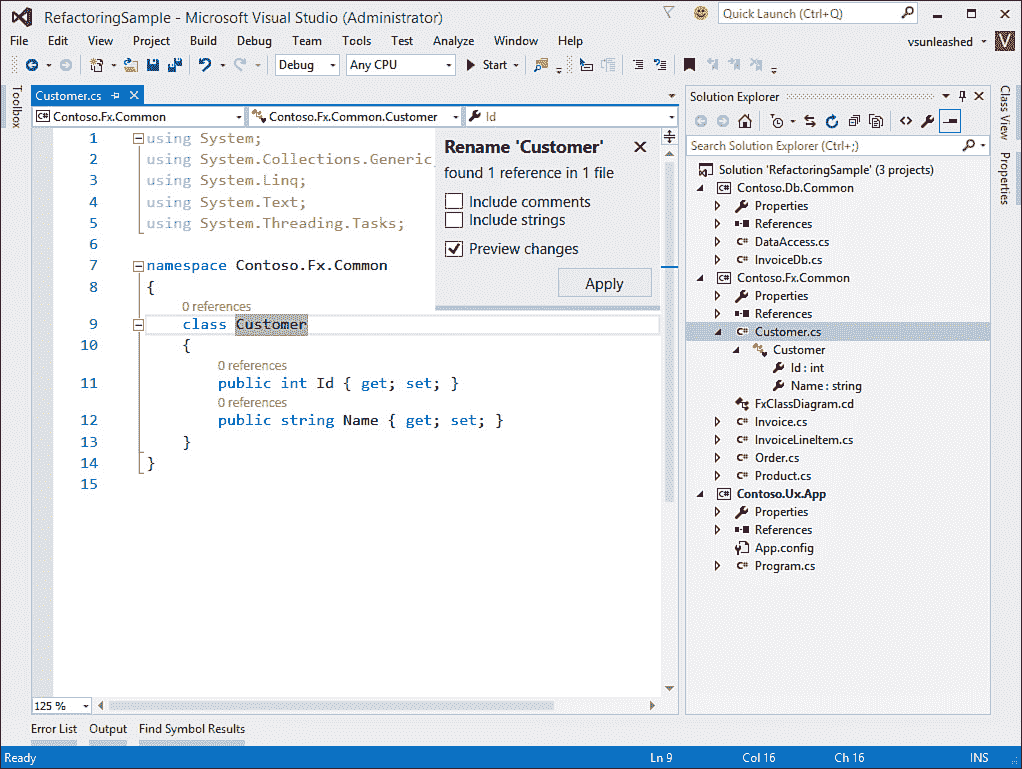 RefactoringSample - Microsoft Visual Studio (Administrator)
Quick Launch (Ctrl+Q)
File Edit View Project Build Debug Team Tools Test Analyze Window Help
vsunleashed
V
Debug Any CPU Start
Toolbox
Customer.cs
Contoso.Fx.Common Contoso.Fx.Common.Customer Id
1 using System;
2 using System.Collections.Generic
3 using System.Linq;
4 using System.Text;
5 using System.Threading.Tasks;
6
7 namespace Contoso.Fx.Common
8 {
0 references
9 class Customer
10 {
0 references
11 public int Id { get; set; }
0 references
12 public string Name { get; set; }
13 }
14 }
15
Rename 'Customer'
found 1 reference in 1 file
Include comments
Include strings
Preview changes
Apply
125 %
Solution Explorer
Search Solution Explorer (Ctrl+;)
Solution 'RefactoringSample' (3 projects)
C# Contoso.Db.Common
Properties
References
C# DataAccess.cs
C# InvoiceDb.cs
C# Contoso.Fx.Common
Properties
References
C# Customer.cs
Customer
Id : int
Name : string
FxClassDiagram.cd
C# Invoice.cs
C# InvoiceLineItem.cs
C# Order.cs
C# Product.cs
C# Contoso.Ux.App
Properties
References
App.config
C# Program.cs
Class View
Properties
Error List Output Find Symbol Results
Ready Ln 9 Col 16 Ch 16 INS